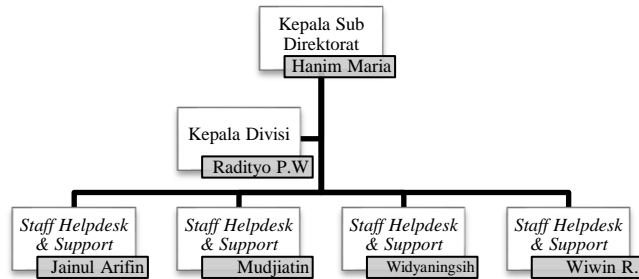 Kepala Sub
Direktorat
Hanim Maria
Kepala Divisi
Radityo P.W
Staff Helpdesk
& Support
Jainul Arifin
Staff Helpdesk
& Support
Mudjiatin
Staff Helpdesk
& Support
Widyaningsih
Staff Helpdesk
& Support
Wiwin R.